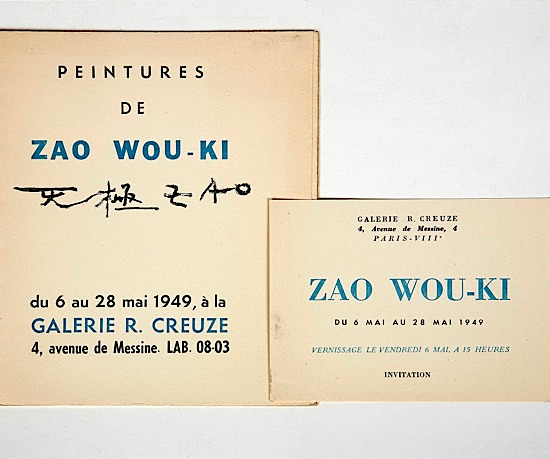 PEINTURES
DE
ZAO WOU-KI
无極 ZAO
du 6 au 28 mai 1949, à la
GALERIE R. CREUZE
4, avenue de Messine. LAB. 08-03
GALERIE R. CREUZE
4, Avenue de Messine, 4
PARIS-VIIIᵉ
ZAO WOU-KI
DU 6 MAI AU 28 MAI 1949
VERNISSAGE LE VENDREDI 6 MAI, A 15 HEURES
INVITATION